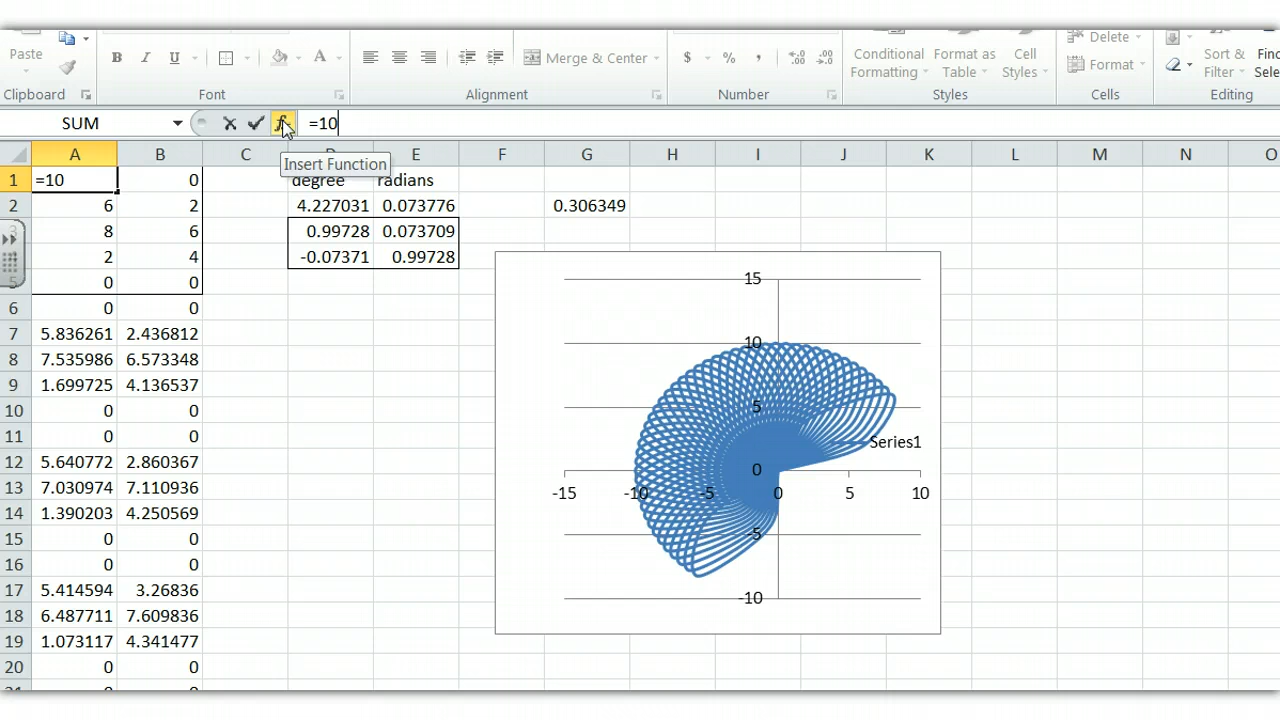 Paste
B I U A
Merge & Center
$ % ,
Conditional Formatting
Format as Table
Cell Styles
Delete
Format
Sort & Filter
Clipboard Font Alignment Number Styles Cells Editing
SUM =10
Insert Function
A B C E F G H I J K L M N O
1 =10 0 degree radians
2 6 2 4.227031 0.073776 0.306349
8 6 0.99728 0.073709
2 4 -0.07371 0.99728
0 0
6 0 0
7 5.836261 2.436812
8 7.535986 6.573348
9 1.699725 4.136537
10 0 0
11 0 0
12 5.640772 2.860367
13 7.030974 7.110936
14 1.390203 4.250569
15 0 0
16 0 0
17 5.414594 3.26836
18 6.487711 7.609836
19 1.073117 4.341477
20 0 0
15
10
5
Series1
0
-15 -10 -5 0 5 10
-5
-10